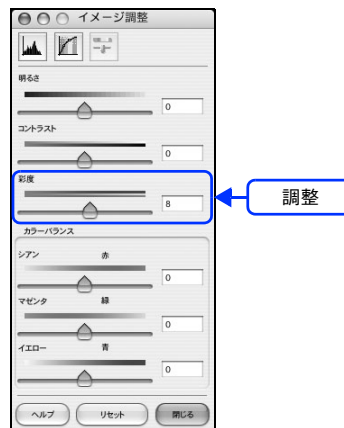 イメージ調整
明るさ
0
コントラスト
0
彩度
8
調整
カラーバランス
シアン 赤
0
マゼンタ 緑
0
イエロー 青
0
ヘルプ リセット 閉じる